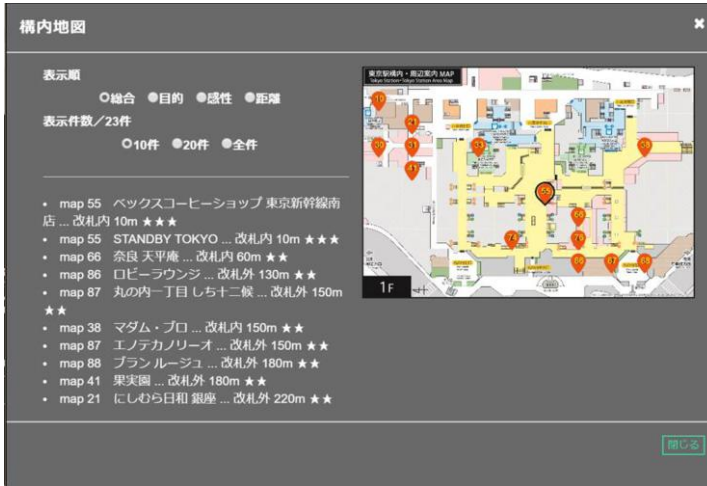 構内地図
×
表示順
総合 目的 感性 距離
表示件数／23件
10件 20件 全件
• map 55 ベックスコーヒーショップ 東京新幹線南
店 ... 改札内 10m ★★★
• map 55 STANDBY TOKYO ... 改札内 10m ★★★
• map 66 奈良 天平庵 ... 改札内 60m ★★
• map 86 ロビーラウンジ ... 改札外 130m ★★
• map 87 丸の内一丁目 しち十二候 ... 改札外 150m
★★
• map 38 マダム・ブロ ... 改札内 150m ★★
• map 87 エノテカノリーオ ... 改札外 150m ★★
• map 88 ブラン ルージュ ... 改札外 180m ★★
• map 41 果実園 ... 改札外 180m ★★
• map 21 にしむら日和 銀座 ... 改札外 220m ★★
東京駅構内・周辺案内 MAP
Tokyo Station・Tokyo Station Area Map
55
1F
閉じる